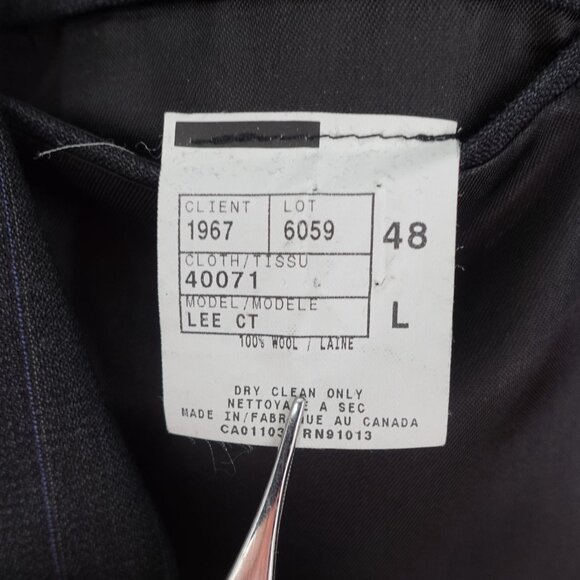 CLIENT LOT
1967 6059 48
CLOTH/TISSU
40071
MODEL/MODELE
LEE CT L
100% WOOL / LAINE
DRY CLEAN ONLY
A SEC
MADE AU CANADA
RN91013